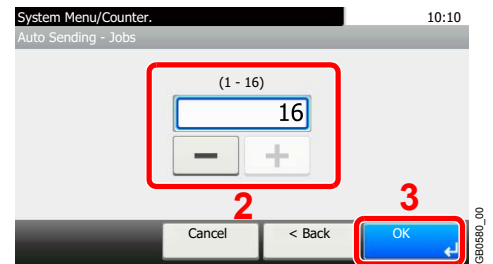 System Menu/Counter.
10:10
Auto Sending - Jobs
(1 - 16)
16
2
3
Cancel
< Back
OK
GB0580_00